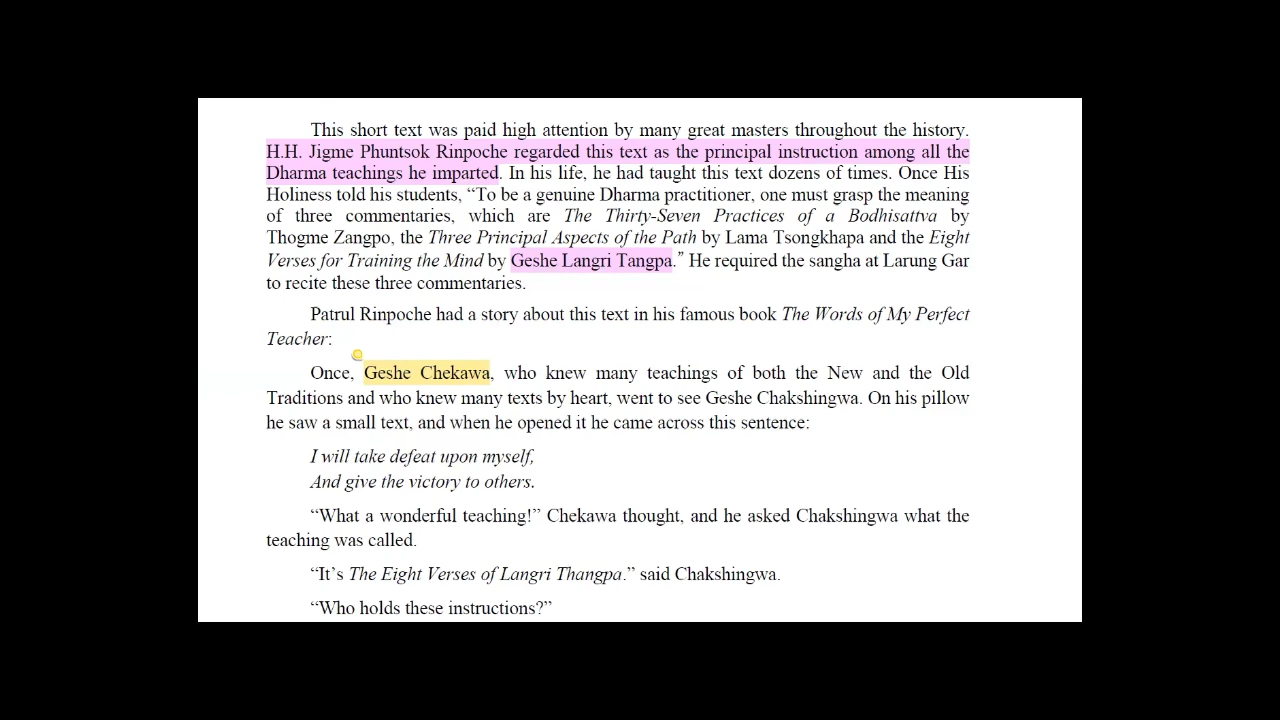 This short text was paid high attention by many great masters throughout the history.
H.H. Jigme Phuntsok Rinpoche regarded this text as the principal instruction among all the
Dharma teachings he imparted. In his life, he had taught this text dozens of times. Once His
Holiness told his students, “To be a genuine Dharma practitioner, one must grasp the meaning
of three commentaries, which are The Thirty-Seven Practices of a Bodhisattva by
Thogme Zangpo, the Three Principal Aspects of the Path by Lama Tsongkhapa and the Eight
Verses for Training the Mind by Geshe Langri Tangpa.” He required the sangha at Larung Gar
to recite these three commentaries.
Patrul Rinpoche had a story about this text in his famous book The Words of My Perfect
Teacher:
Once, Geshe Chekawa, who knew many teachings of both the New and the Old
Traditions and who knew many texts by heart, went to see Geshe Chakshingwa. On his pillow
he saw a small text, and when he opened it he came across this sentence:
I will take defeat upon myself,
And give the victory to others.
“What a wonderful teaching!” Chekawa thought, and he asked Chakshingwa what the
teaching was called.
“It’s The Eight Verses of Langri Thangpa.” said Chakshingwa.
“Who holds these instructions?”